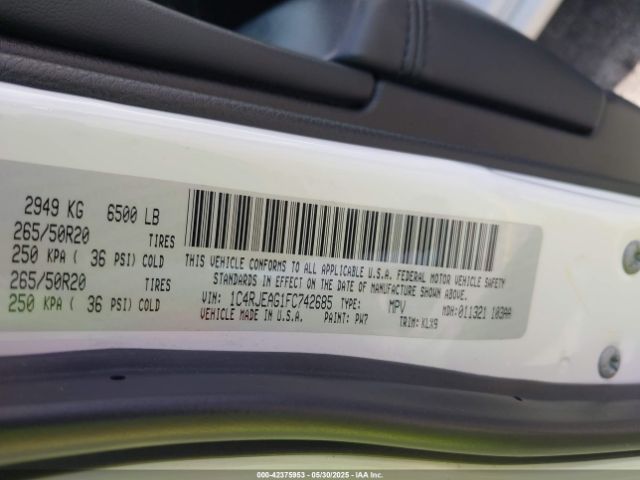 2949 KG 6500 LB
265/50R20 TIRES
250 KPA ( 36 PSI) COLD
265/50R20 TIRES
250 KPA ( 36 PSI) COLD
THIS VEHICLE CONFORMS TO ALL APPLICABLE U.S.A. FEDERAL MOTOR VEHICLE SAFETY
STANDARDS IN EFFECT ON THE DATE OF MANUFACTURE SHOWN ABOVE.
VIN: 1C4RJEAG1FC742685 TYPE: MPV MDH:011321 103AA
VEHICLE MADE IN U.S.A. PAINT: PW7 TRIM: KLX9
000-42375953 — 05/30/2025 — IAA Inc.